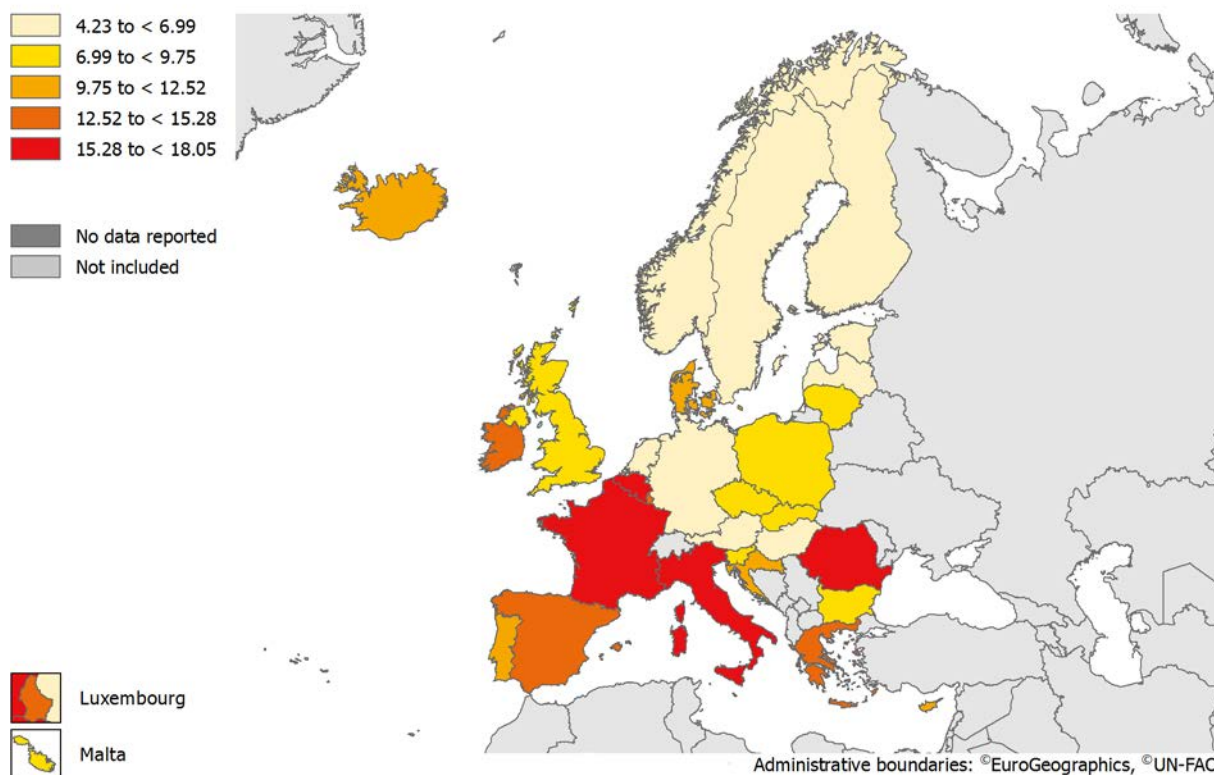 4.23 to < 6.99
6.99 to < 9.75
9.75 to < 12.52
12.52 to < 15.28
15.28 to < 18.05
No data reported
Not included
Luxembourg
Malta
Administrative boundaries: ©EuroGeographics, ©UN-FAO